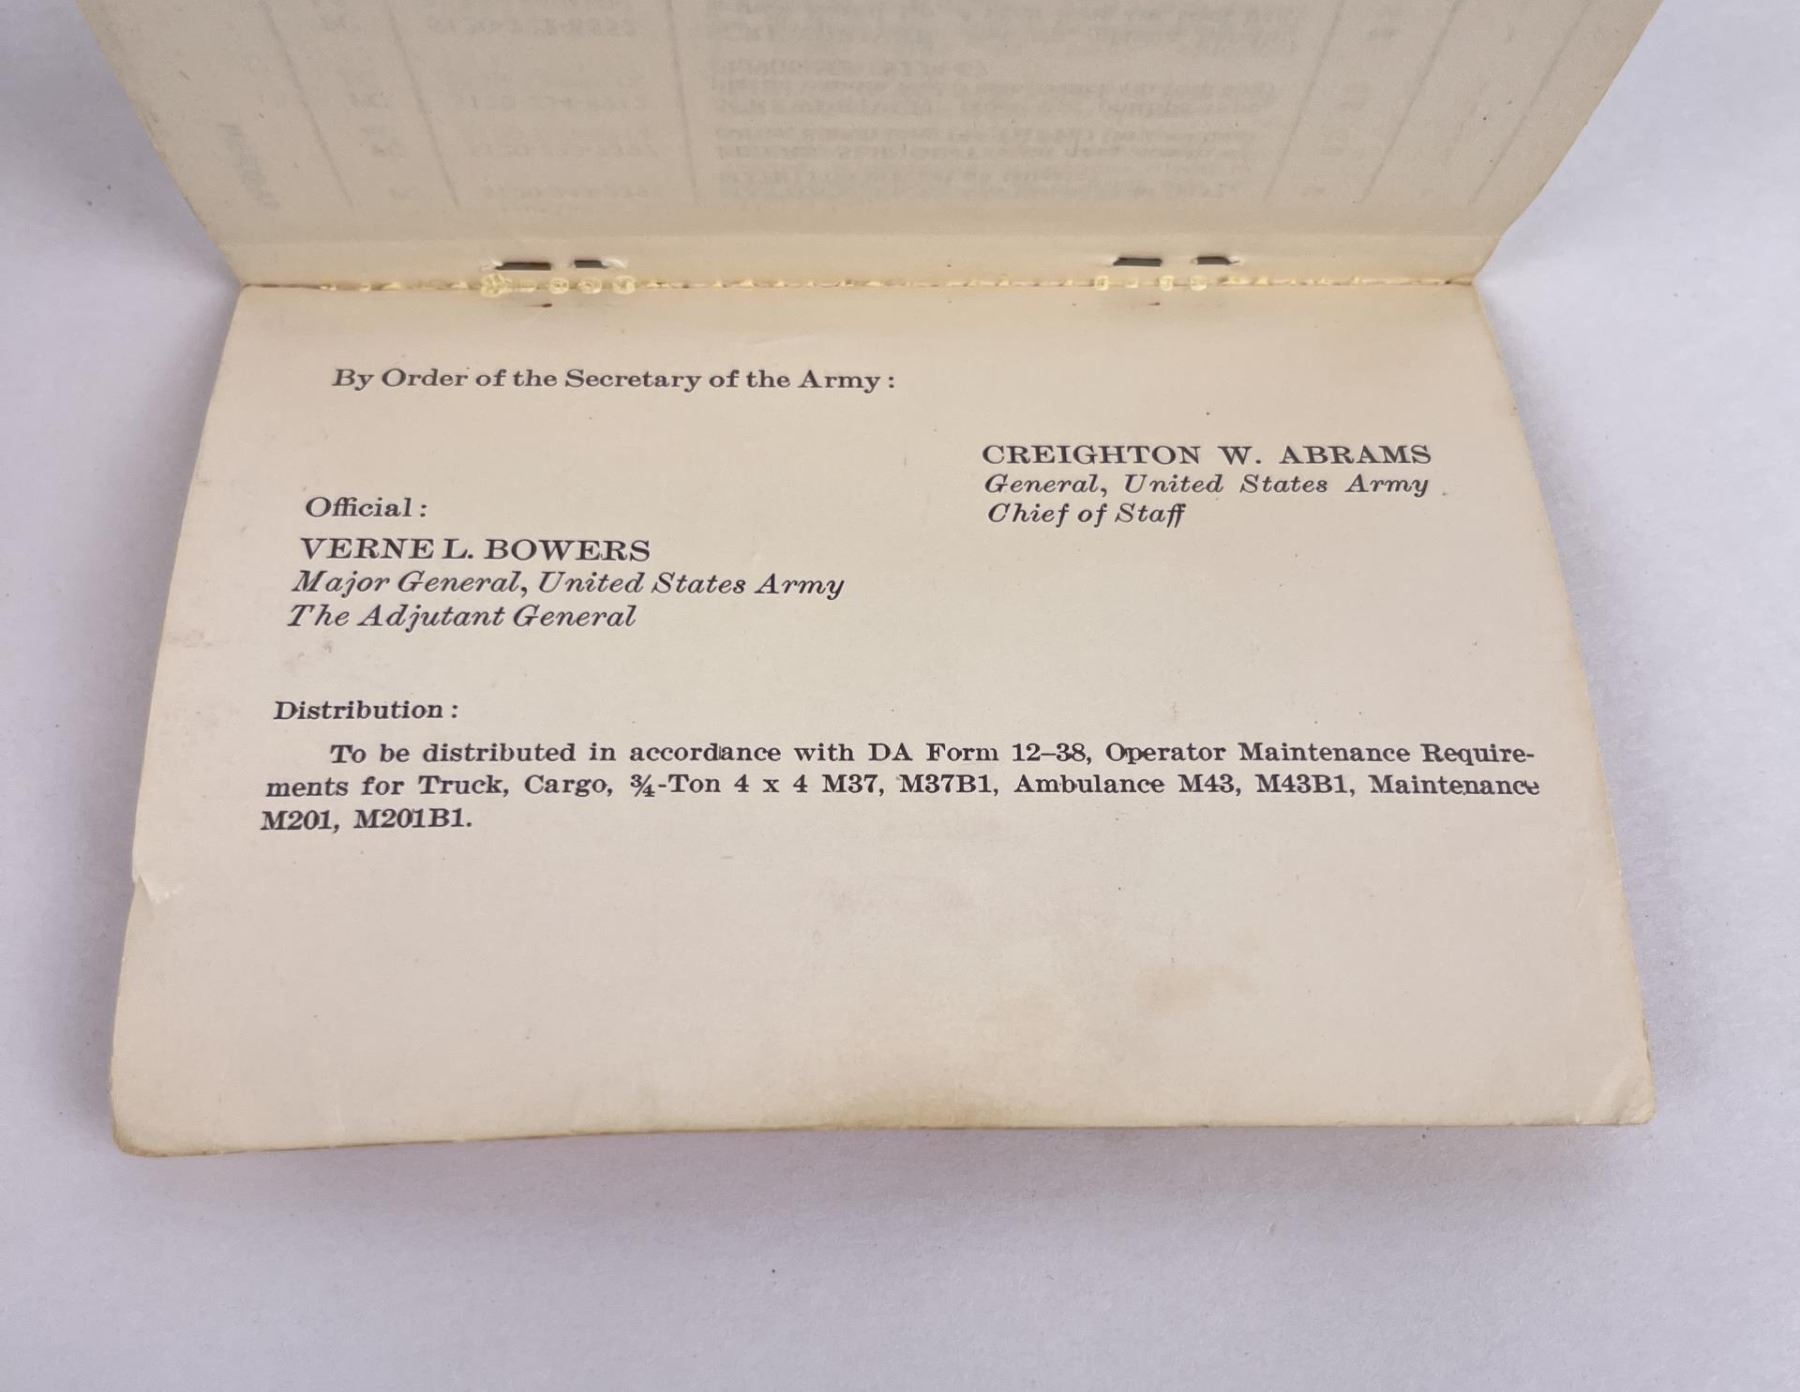 By Order of the Secretary of the Army:
CREIGHTON W. ABRAMS
General, United States Army
Chief of Staff
Official:
VERNE L. BOWERS
Major General, United States Army
The Adjutant General
Distribution:
To be distributed in accordance with DA Form 12–38, Operator Maintenance Require-
ments for Truck, Cargo, ¾-Ton 4 x 4 M37, M37B1, Ambulance M43, M43B1, Maintenance
M201, M201B1.